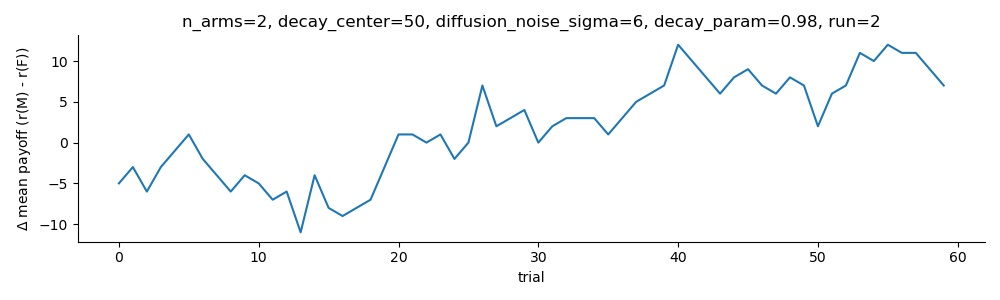 n_arms=2, decay_center=50, diffusion_noise_sigma=6, decay_param=0.98, run=2
Δ mean payoff (r(M) - r(F))
10
5
0
−5
−10
0 10 20 30 40 50 60
trial